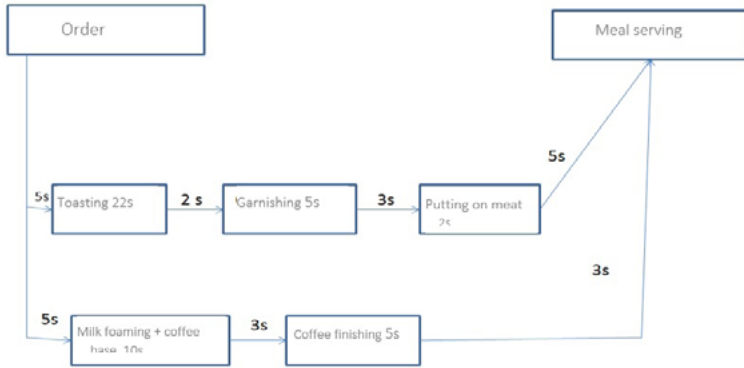 Order
Meal serving
5s
5s
Toasting 22s
2 s
Garnishing 5s
3s
Putting on meat
2s
3s
5s
Milk foaming + coffee
base 10s
3s
Coffee finishing 5s